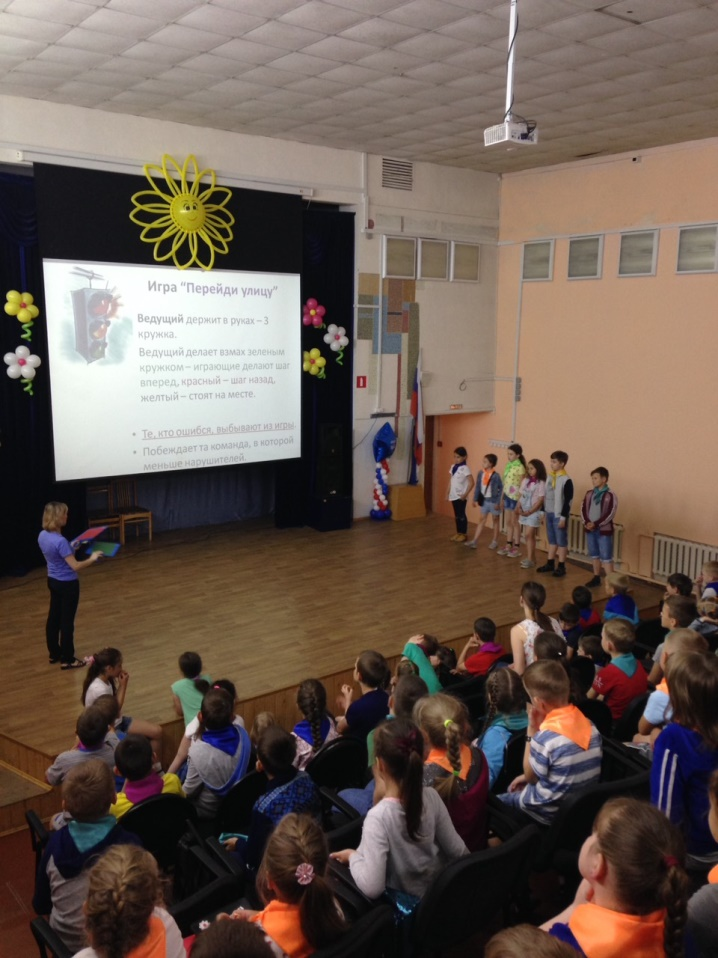 Игра "Перейди улицу"
Ведущий держит в руках – 3
кружка.
Ведущий делает взмах зеленым
кружком – играющие делают шаг
вперед, красный – шаг назад,
желтый – стоят на месте.
• Те, кто ошибся, выбывают из игры.
• Побеждает та команда, в которой
меньше нарушителей.